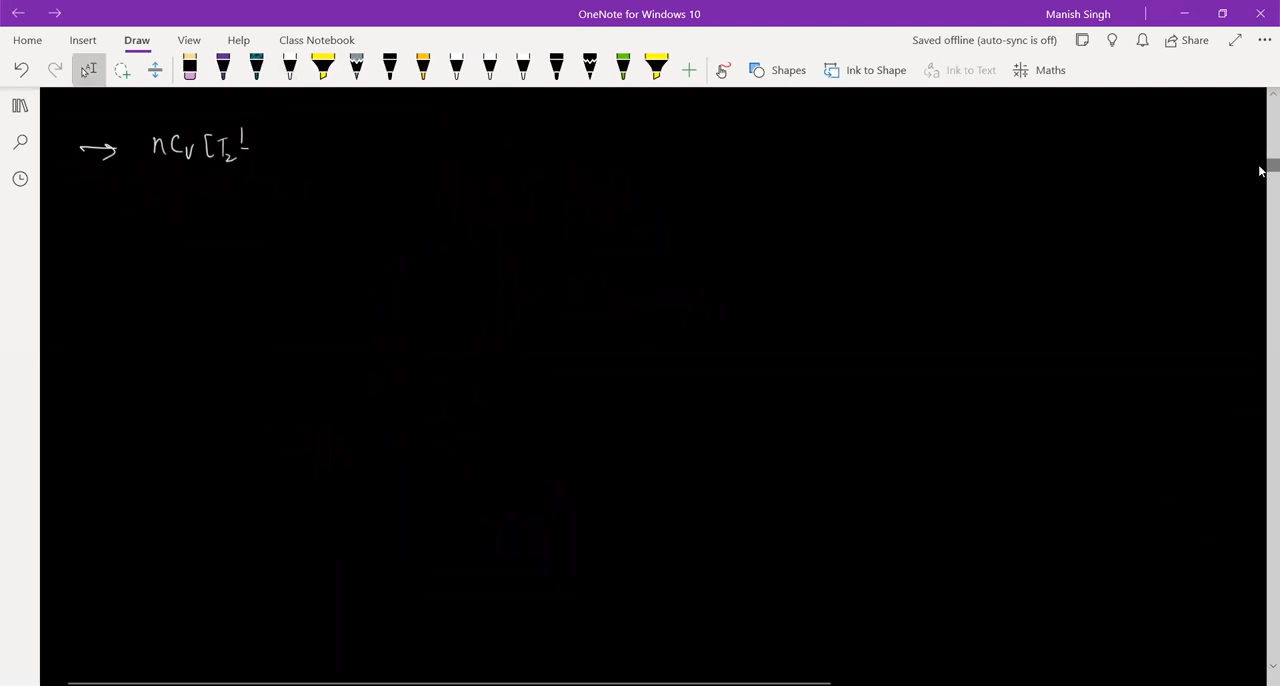 OneNote for Windows 10
Manish Singh
Home Insert Draw View Help Class Notebook
Saved offline (auto-sync is off) Share
Shapes Ink to Shape Ink to Text Maths
→ nCv [T2' -